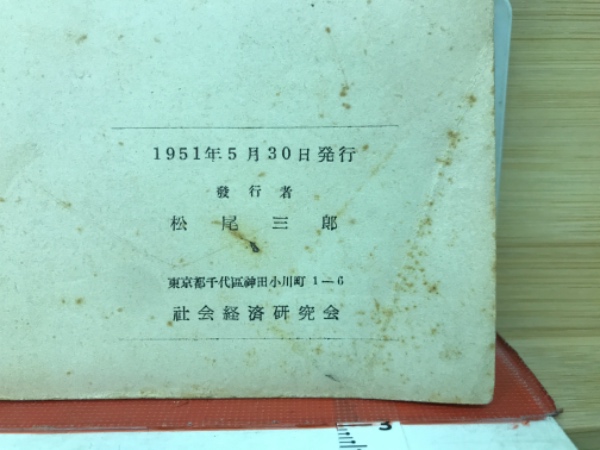 1951年5月30日発行
發行者
松尾三郎
東京都千代區神田小川町1—6
社会経済研究会
3